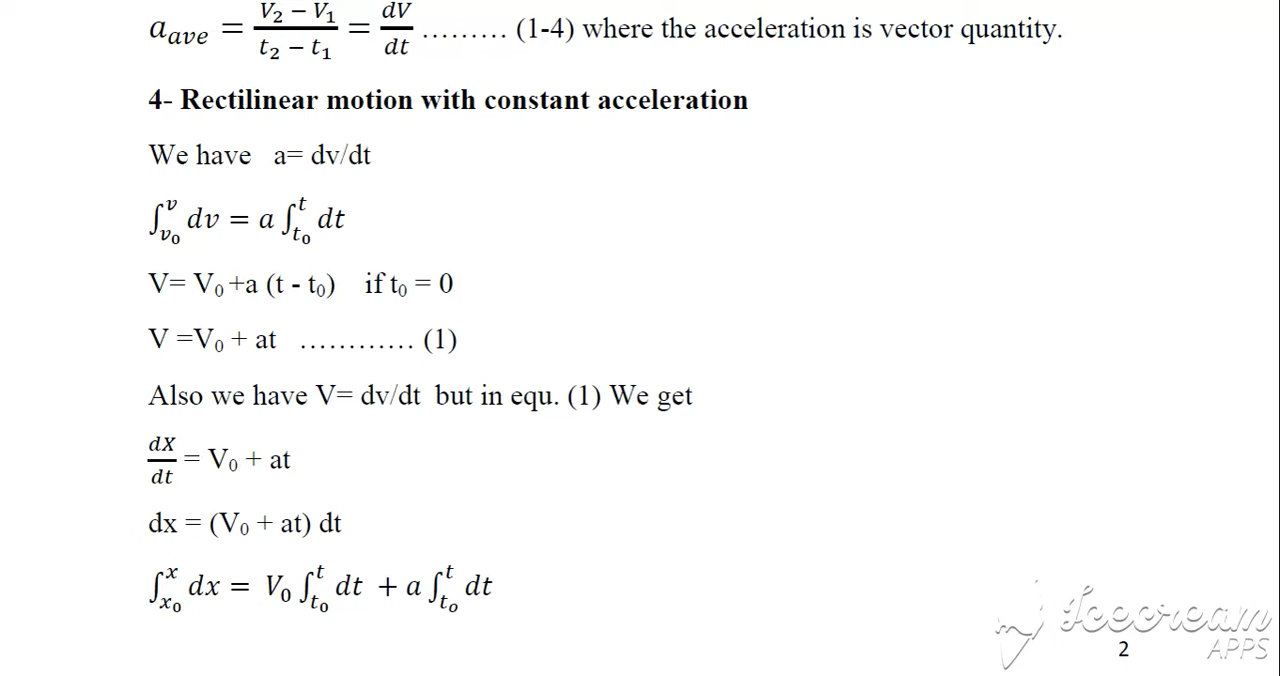 a_ave = (V₂ − V₁)/(t₂ − t₁) = dV/dt ……… (1-4) where the acceleration is vector quantity.
4- Rectilinear motion with constant acceleration
We have a= dv/dt
∫_{v₀}^{v} dv = a ∫_{t₀}^{t} dt
V= V₀ +a (t - t₀) if t₀ = 0
V =V₀ + at ………… (1)
Also we have V= dv/dt but in equ. (1) We get
dX/dt = V₀ + at
dx = (V₀ + at) dt
∫_{x₀}^{x} dx = V₀ ∫_{t₀}^{t} dt + a ∫_{t_o}^{t} dt
Icecream
APPS
2